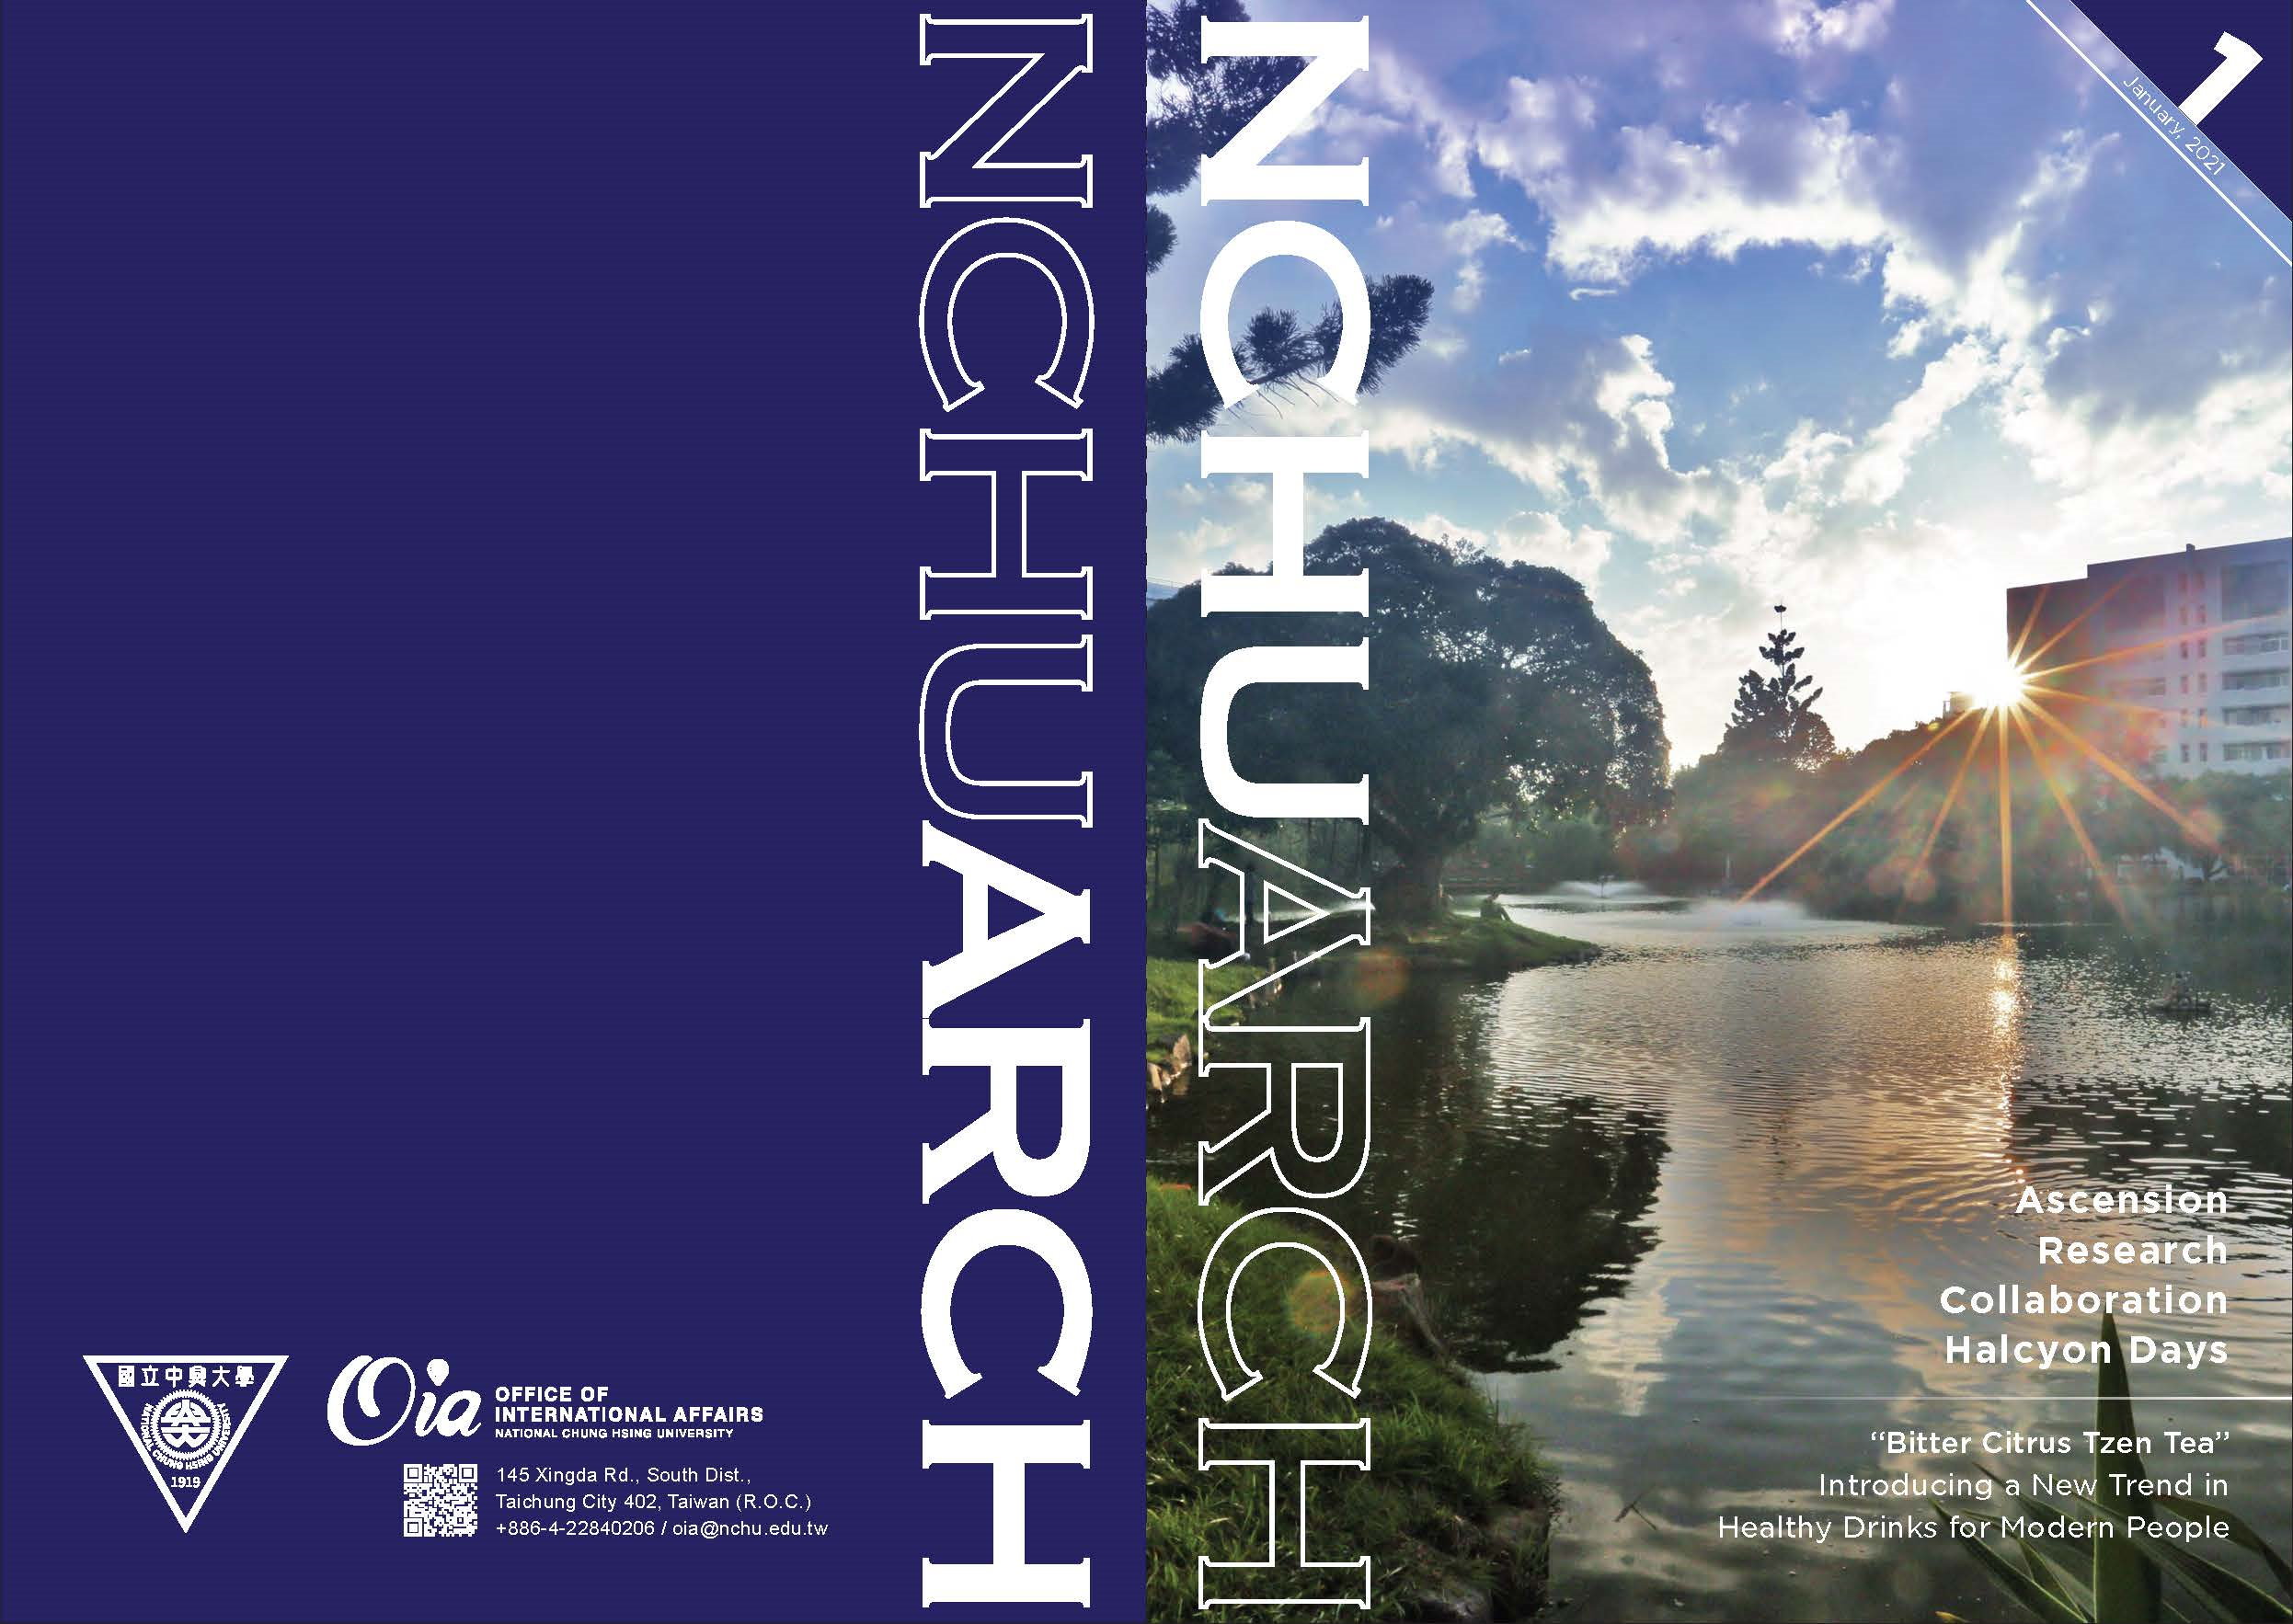 NCHUARCH
國立中興大學
NATIONAL CHUNG HSING UNIVERSITY
1919
Oia
OFFICE OF
INTERNATIONAL AFFAIRS
NATIONAL CHUNG HSING UNIVERSITY
145 Xingda Rd., South Dist.,
Taichung City 402, Taiwan (R.O.C.)
+886-4-22840206 / oia@nchu.edu.tw
NCHUARCH
1
January, 2021
Ascension
Research
Collaboration
Halcyon Days
“Bitter Citrus Tzen Tea”
Introducing a New Trend in
Healthy Drinks for Modern People